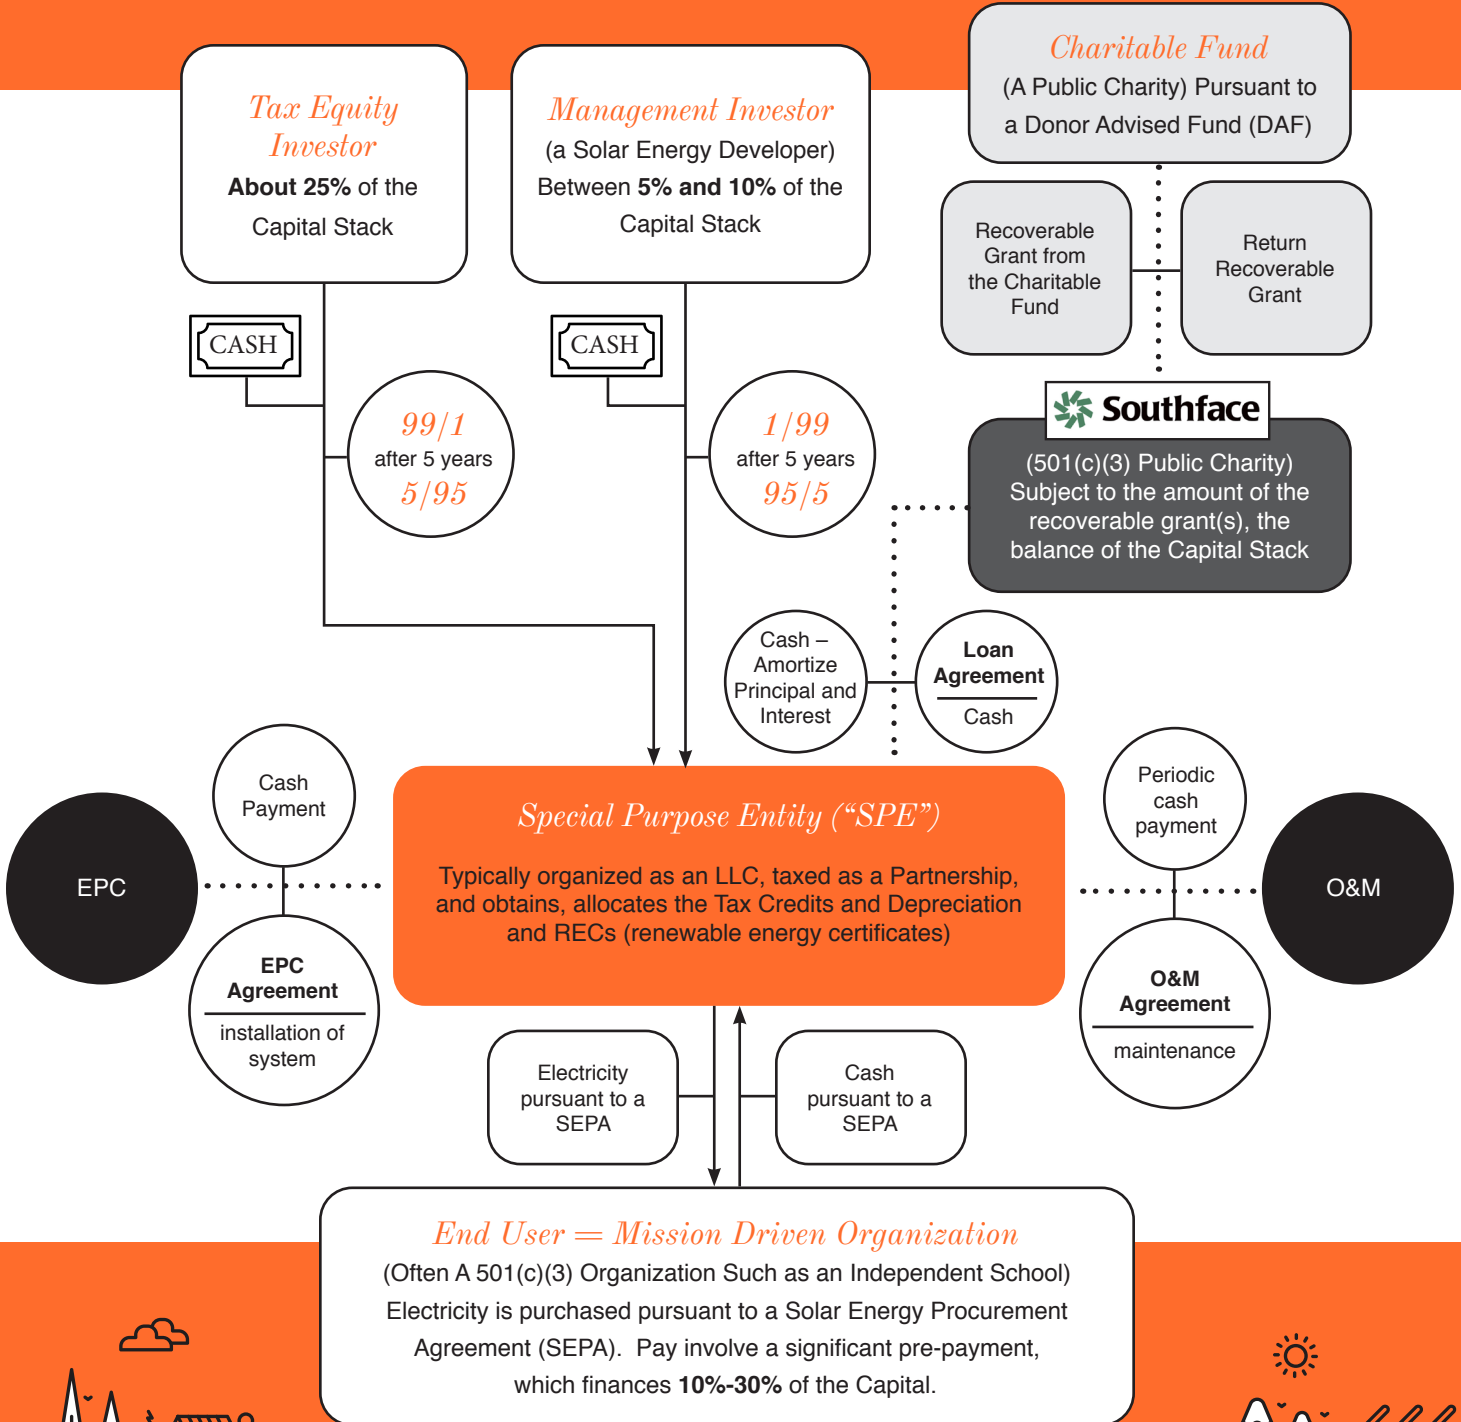 Tax Equity
Investor
About 25% of the
Capital Stack
Management Investor
(a Solar Energy Developer)
Between 5% and 10% of the
Capital Stack
Charitable Fund
(A Public Charity) Pursuant to
a Donor Advised Fund (DAF)
Recoverable
Grant from
the Charitable
Fund
Return
Recoverable
Grant
CASH
CASH
99/1
after 5 years
5/95
1/99
after 5 years
95/5
Southface
(501(c)(3) Public Charity)
Subject to the amount of the
recoverable grant(s), the
balance of the Capital Stack
Cash –
Amortize
Principal and
Interest
Loan
Agreement
Cash
Cash
Payment
EPC
EPC
Agreement
installation of
system
Special Purpose Entity (“SPE”)
Typically organized as an LLC, taxed as a Partnership,
and obtains, allocates the Tax Credits and Depreciation
and RECs (renewable energy certificates)
Periodic
cash
payment
O&M
O&M
Agreement
maintenance
Electricity
pursuant to a
SEPA
Cash
pursuant to a
SEPA
End User = Mission Driven Organization
(Often A 501(c)(3) Organization Such as an Independent School)
Electricity is purchased pursuant to a Solar Energy Procurement
Agreement (SEPA).  Pay involve a significant pre-payment,
which finances 10%-30% of the Capital.